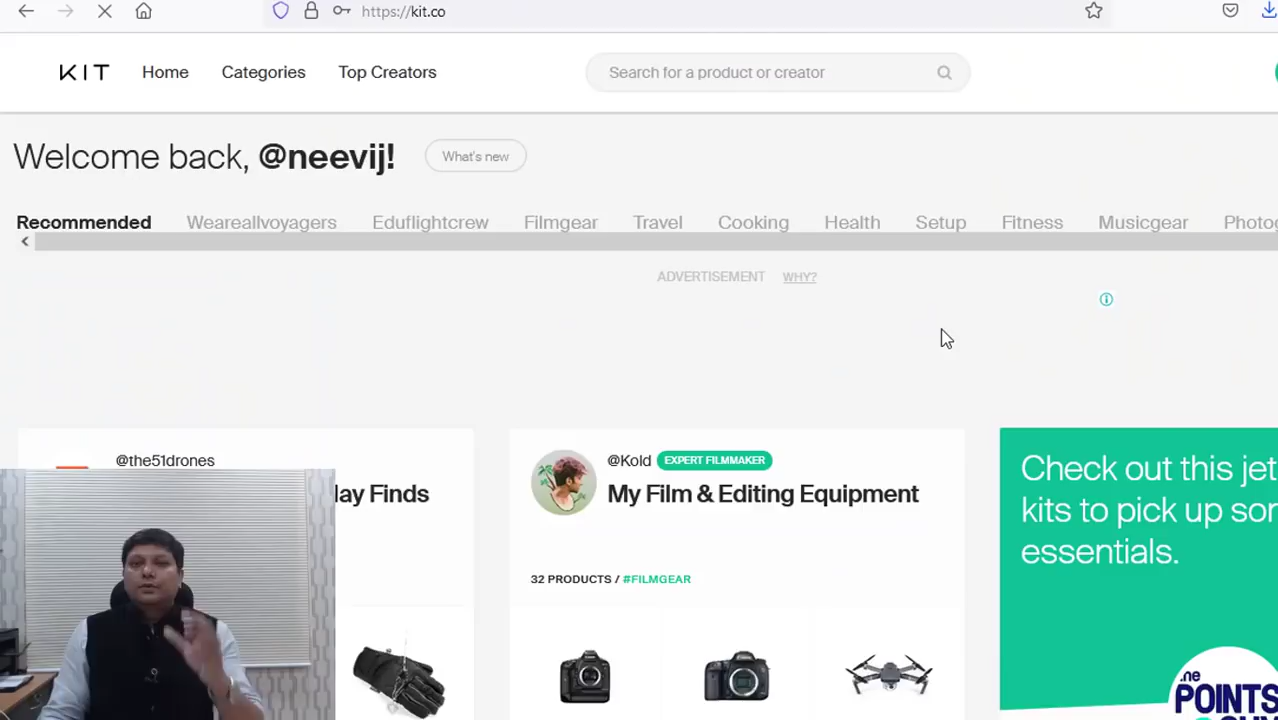 https://kit.co
KIT Home Categories Top Creators Search for a product or creator
Welcome back, @neevij! What's new
Recommended Weareallvoyagers Eduflightcrew Filmgear Travel Cooking Health Setup Fitness Musicgear Photog
ADVERTISEMENT WHY?
@the51drones
lay Finds
@Kold EXPERT FILMMAKER
My Film & Editing Equipment
32 PRODUCTS / #FILMGEAR
Check out this jet
kits to pick up sor
essentials.
POINTS